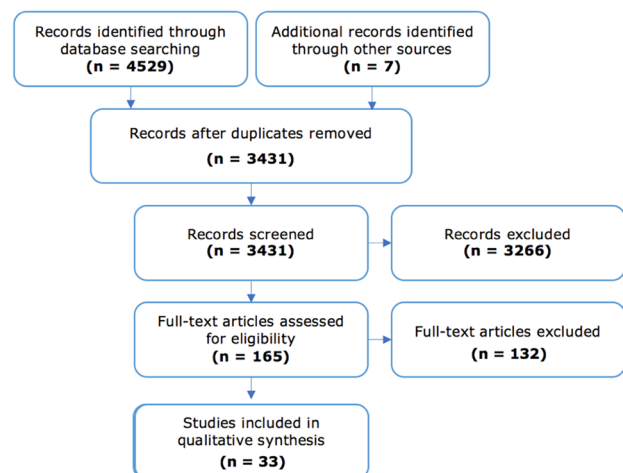 Records identified through
database searching
(n = 4529)
Additional records identified
through other sources
(n = 7)
Records after duplicates removed
(n = 3431)
Records screened
(n = 3431)
Records excluded
(n = 3266)
Full-text articles assessed
for eligibility
(n = 165)
Full-text articles excluded
(n = 132)
Studies included in
qualitative synthesis
(n = 33)